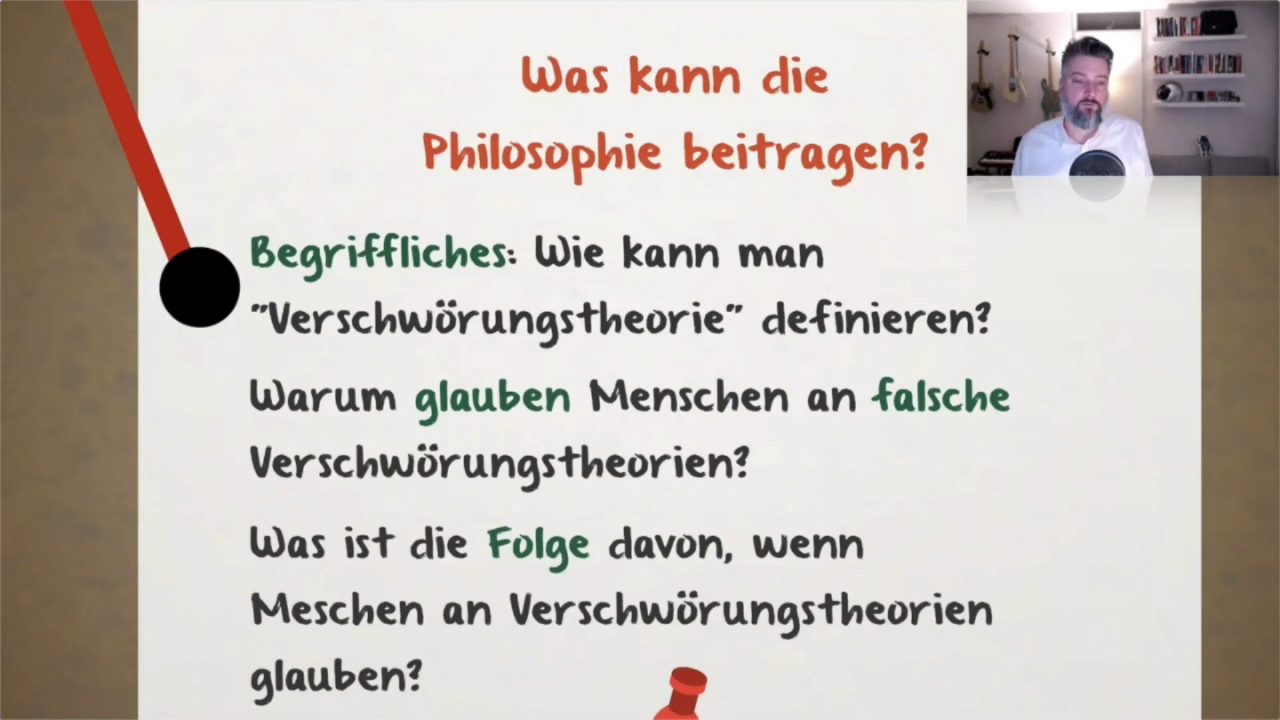 Was kann die
Philosophie beitragen?
Begriffliches: Wie kann man
"Verschwörungstheorie" definieren?
Warum glauben Menschen an falsche
Verschwörungstheorien?
Was ist die Folge davon, wenn
Meschen an Verschwörungstheorien
glauben?